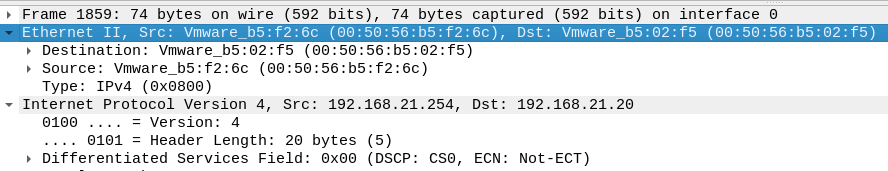 Frame 1859: 74 bytes on wire (592 bits), 74 bytes captured (592 bits) on interface 0
Ethernet II, Src: Vmware_b5:f2:6c (00:50:56:b5:f2:6c), Dst: Vmware_b5:02:f5 (00:50:56:b5:02:f5)
Destination: Vmware_b5:02:f5 (00:50:56:b5:02:f5)
Source: Vmware_b5:f2:6c (00:50:56:b5:f2:6c)
Type: IPv4 (0x0800)
Internet Protocol Version 4, Src: 192.168.21.254, Dst: 192.168.21.20
0100 .... = Version: 4
.... 0101 = Header Length: 20 bytes (5)
Differentiated Services Field: 0x00 (DSCP: CS0, ECN: Not-ECT)